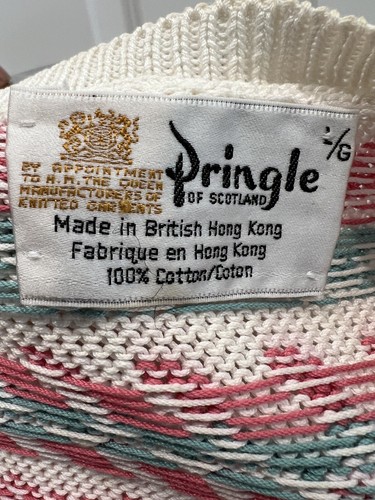 BY APPOINTMENT
TO H.M. THE QUEEN
MANUFACTURERS OF
KNITTED GARMENTS
Pringle
OF SCOTLAND
L/G
Made in British Hong Kong
Fabrique en Hong Kong
100% Cotton/Coton